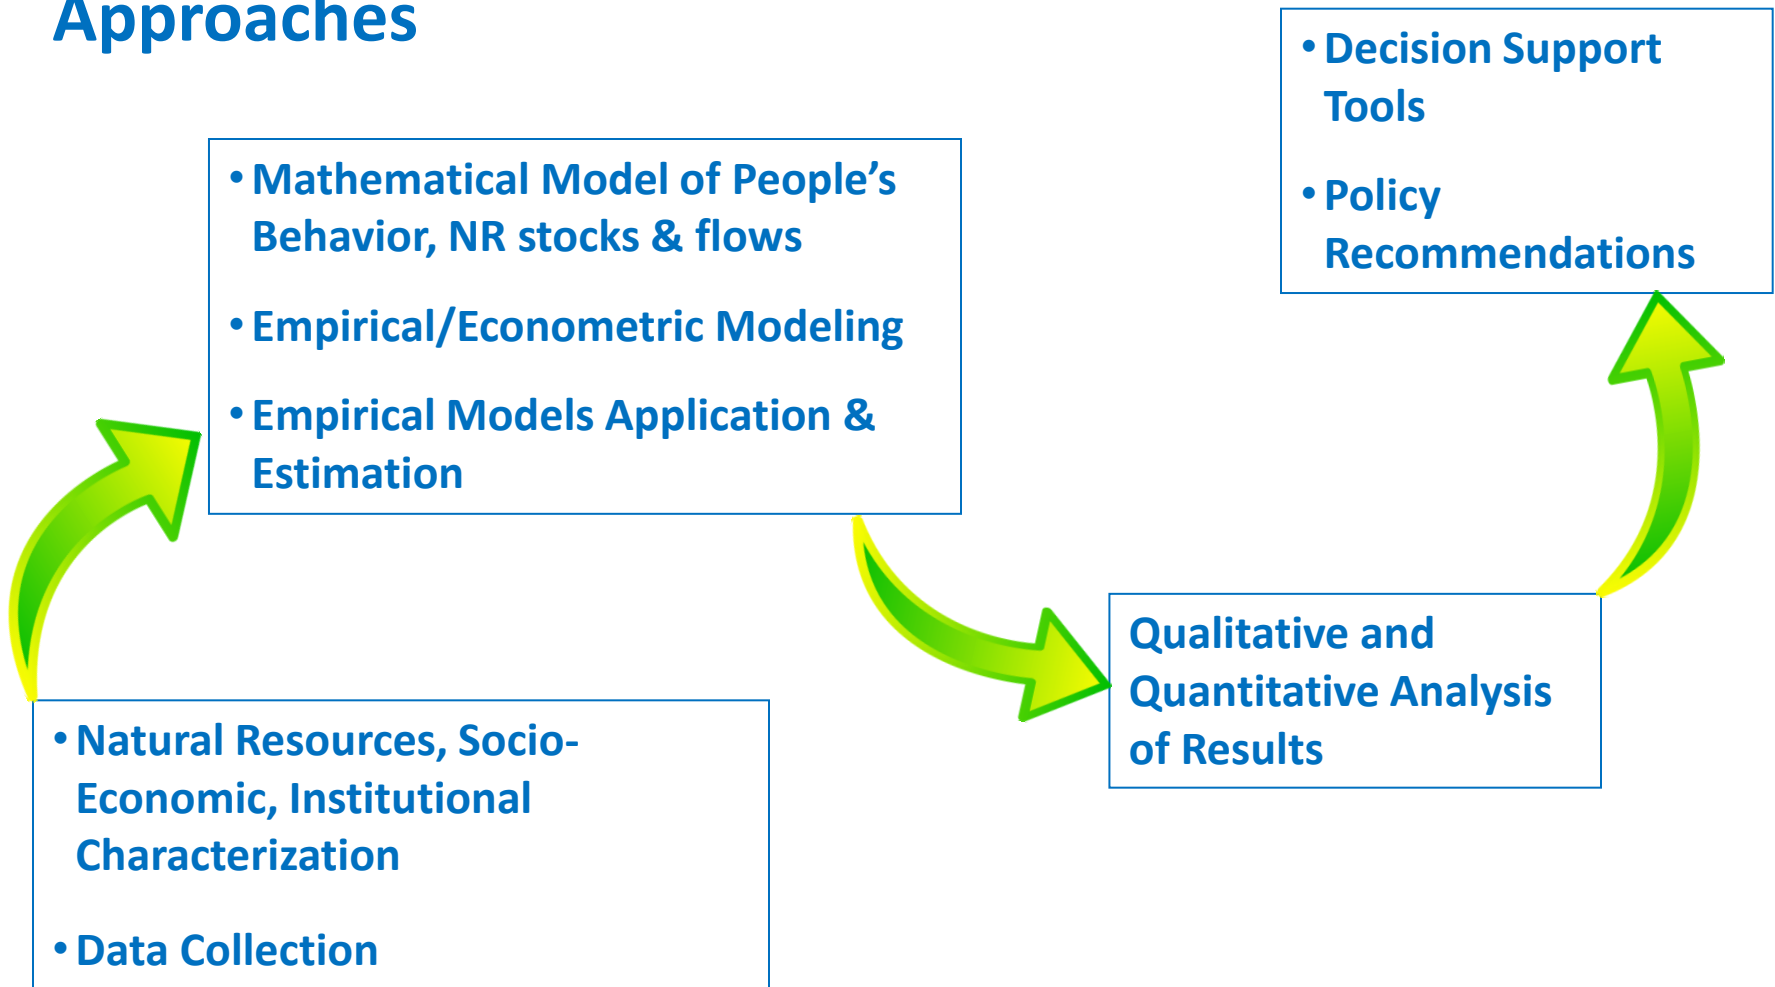 Approaches
• Decision Support
Tools
• Policy
Recommendations
• Mathematical Model of People’s
Behavior, NR stocks & flows
• Empirical/Econometric Modeling
• Empirical Models Application &
Estimation
Qualitative and
Quantitative Analysis
of Results
• Natural Resources, Socio-
Economic, Institutional
Characterization
• Data Collection